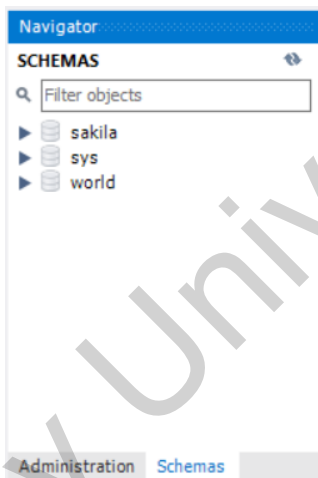 Navigator
SCHEMAS
Filter objects
sakila
sys
world
Administration Schemas